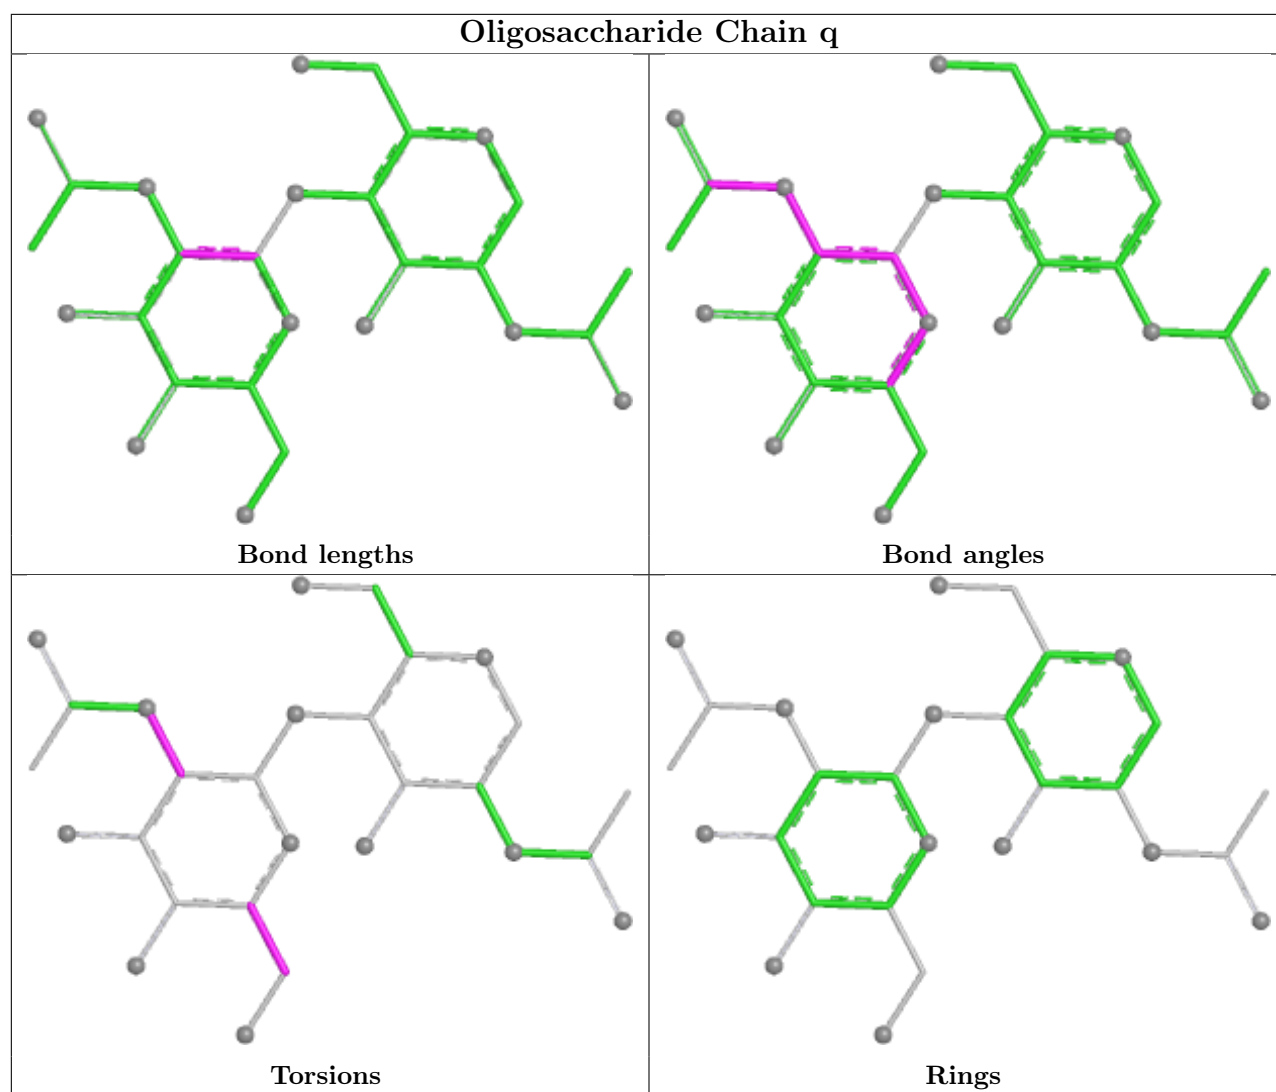 Oligosaccharide Chain q
Bond lengths
Bond angles
Torsions
Rings